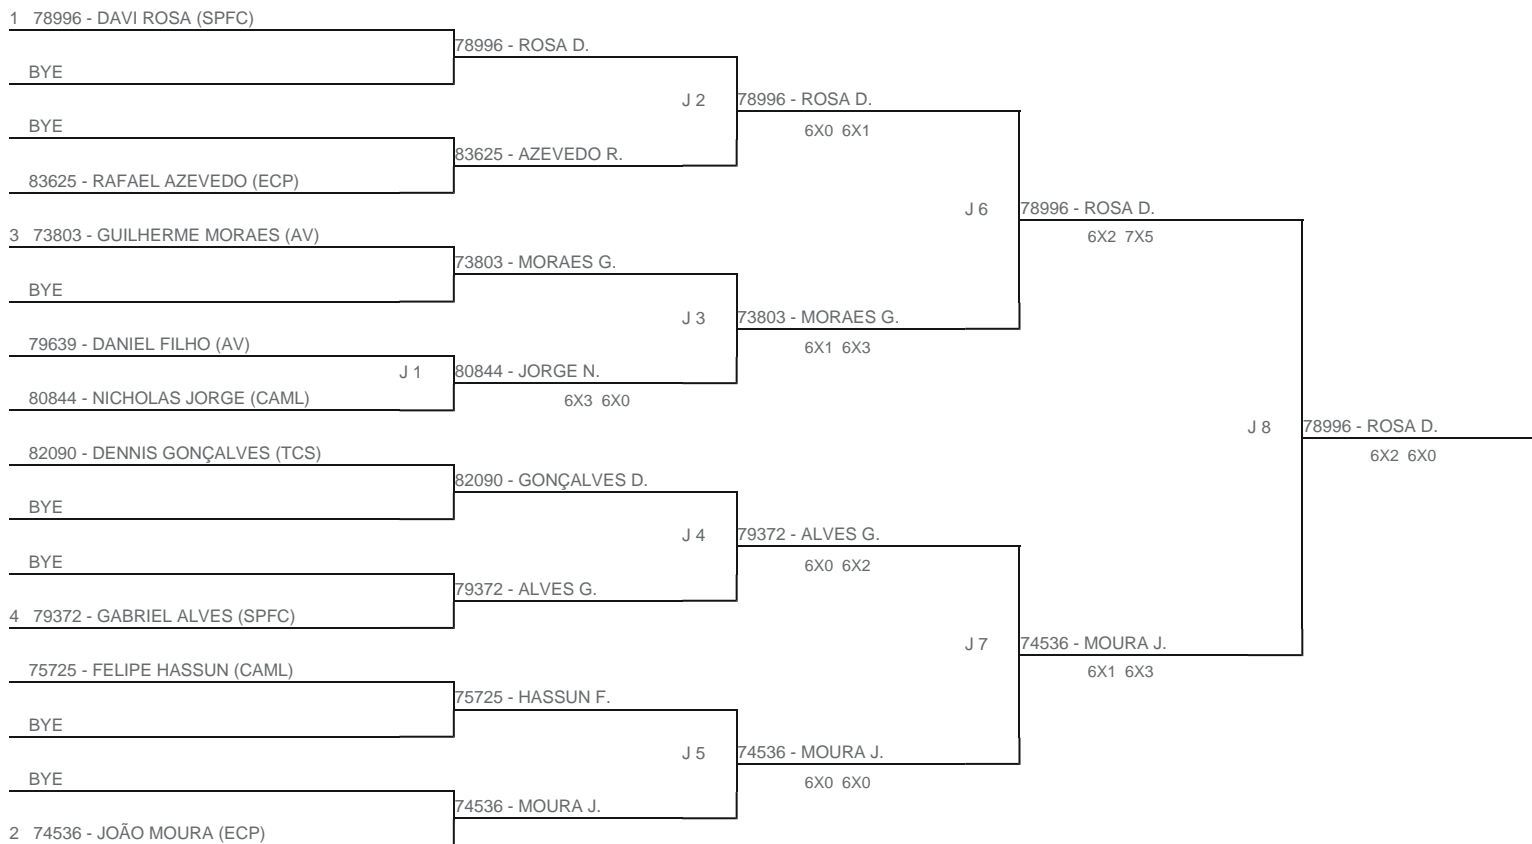 1 78996 - DAVI ROSA (SPFC)
78996 - ROSA D.
BYE
J 2
78996 - ROSA D.
6X0 6X1
BYE
83625 - AZEVEDO R.
83625 - RAFAEL AZEVEDO (ECP)
J 6
78996 - ROSA D.
6X2 7X5
3 73803 - GUILHERME MORAES (AV)
73803 - MORAES G.
BYE
J 3
73803 - MORAES G.
6X1 6X3
79639 - DANIEL FILHO (AV)
J 1
80844 - JORGE N.
6X3 6X0
80844 - NICHOLAS JORGE (CAML)
J 8
78996 - ROSA D.
6X2 6X0
82090 - DENNIS GONÇALVES (TCS)
82090 - GONÇALVES D.
BYE
J 4
79372 - ALVES G.
6X0 6X2
BYE
79372 - ALVES G.
4 79372 - GABRIEL ALVES (SPFC)
J 7
74536 - MOURA J.
6X1 6X3
75725 - FELIPE HASSUN (CAML)
75725 - HASSUN F.
BYE
J 5
74536 - MOURA J.
6X0 6X0
BYE
74536 - MOURA J.
2 74536 - JOÃO MOURA (ECP)